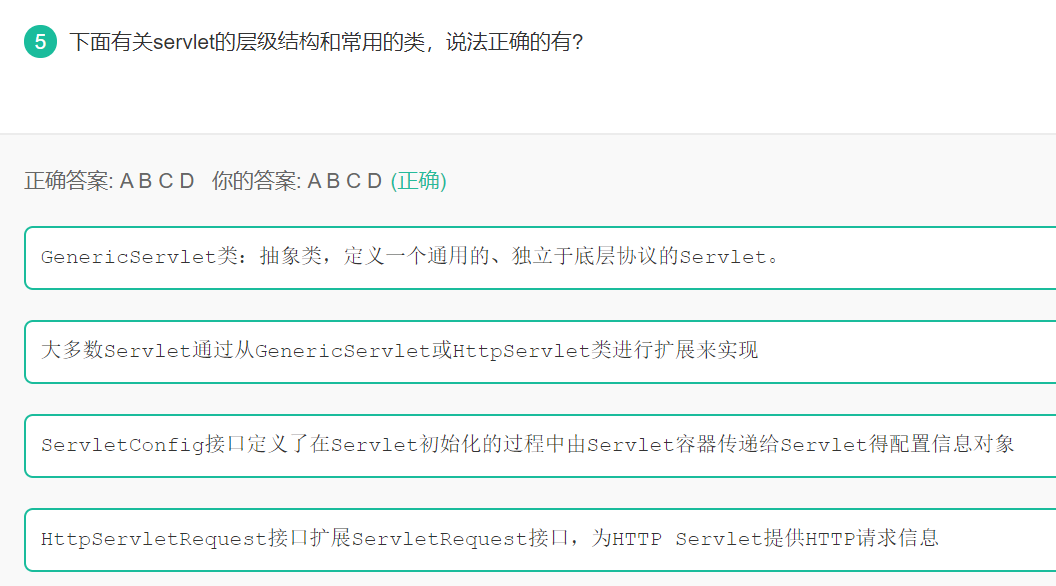 5 下面有关servlet的层级结构和常用的类，说法正确的有?
正确答案: A B C D 你的答案: A B C D (正确)
GenericServlet类：抽象类，定义一个通用的、独立于底层协议的Servlet。
大多数Servlet通过从GenericServlet或HttpServlet类进行扩展来实现
ServletConfig接口定义了在Servlet初始化的过程中由Servlet容器传递给Servlet得配置信息对象
HttpServletRequest接口扩展ServletRequest接口，为HTTP Servlet提供HTTP请求信息